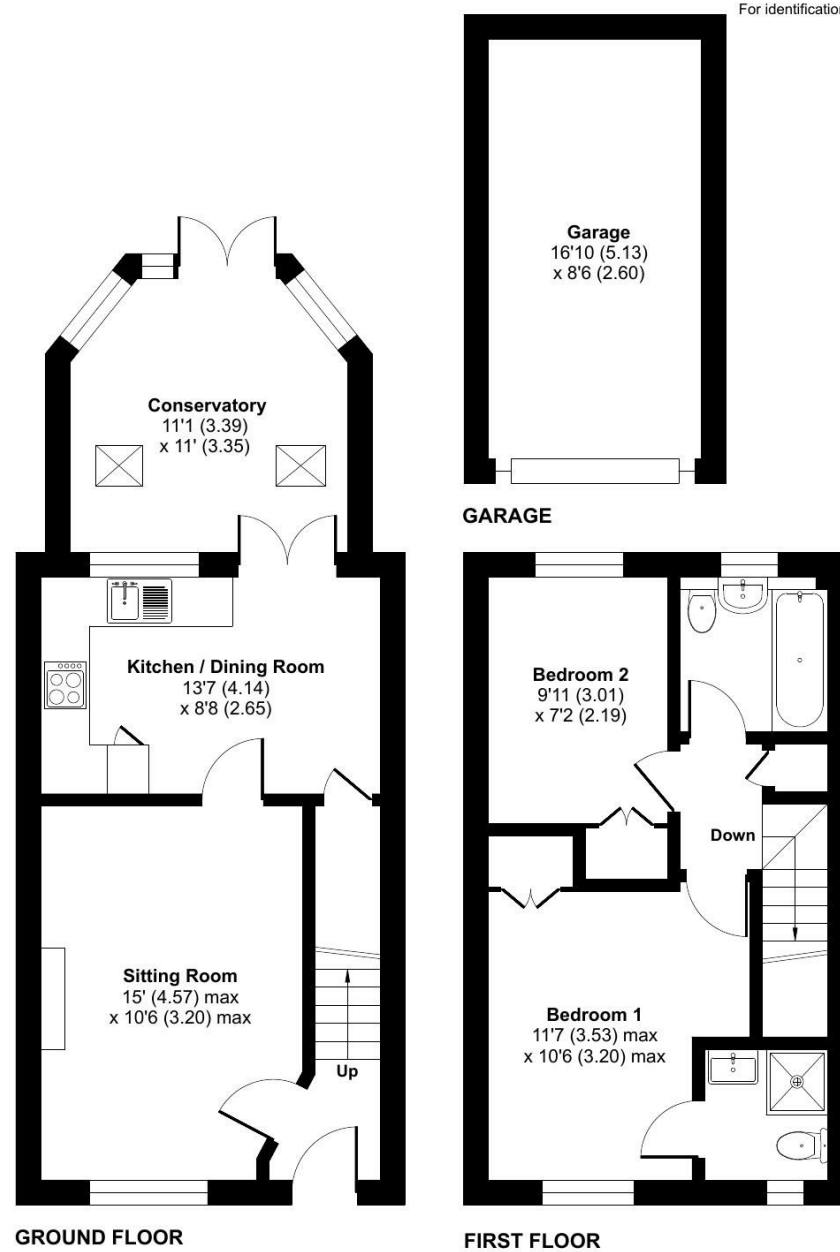 For identification
Garage
16'10 (5.13)
x 8'6 (2.60)
Conservatory
11'1 (3.39)
x 11' (3.35)
GARAGE
Kitchen / Dining Room
13'7 (4.14)
x 8'8 (2.65)
Bedroom 2
9'11 (3.01)
x 7'2 (2.19)
Down
Sitting Room
15' (4.57) max
x 10'6 (3.20) max
Up
Bedroom 1
11'7 (3.53) max
x 10'6 (3.20) max
GROUND FLOOR
FIRST FLOOR